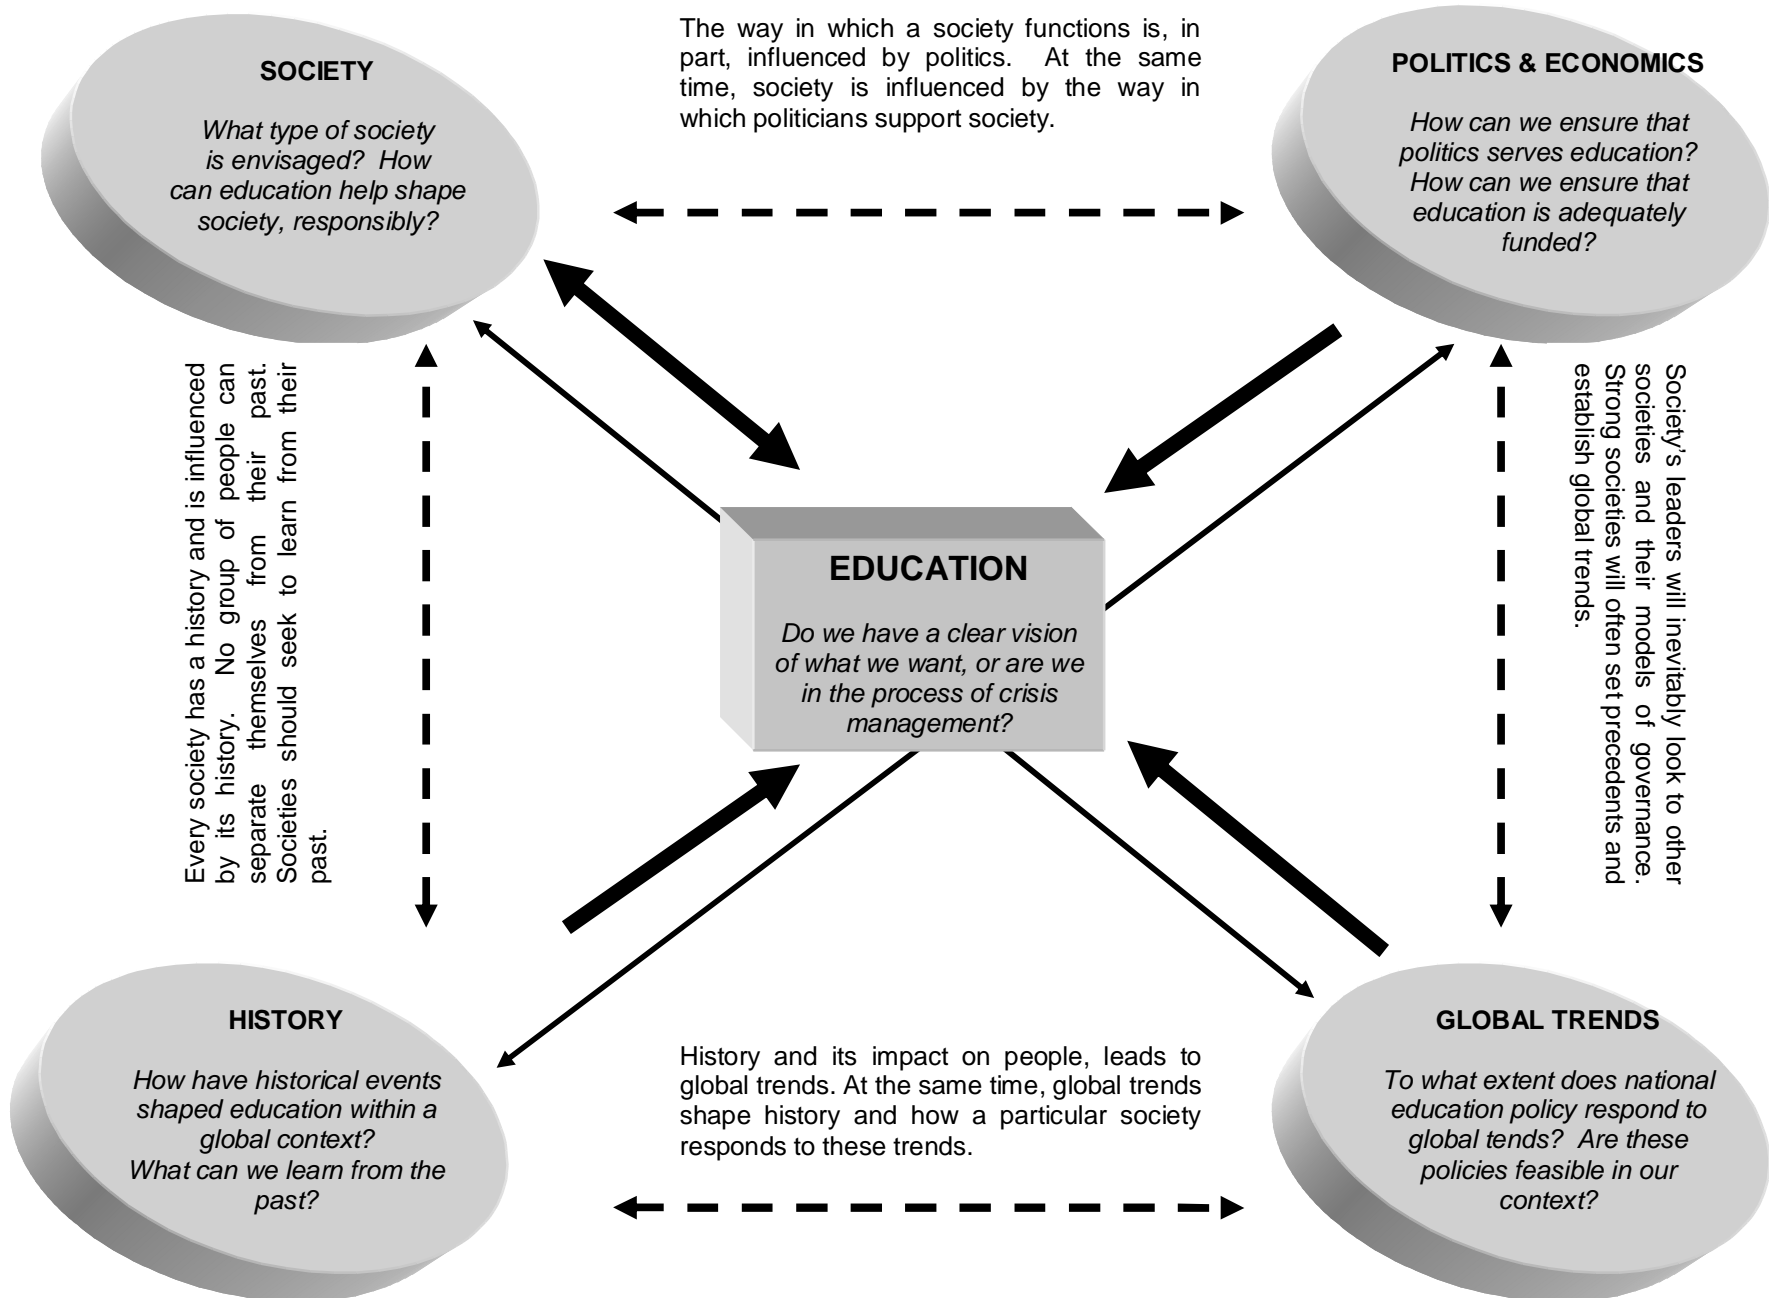 SOCIETY
What type of society
is envisaged? How
can education help shape
society, responsibly?
The way in which a society functions is, in
part, influenced by politics. At the same
time, society is influenced by the way in
which politicians support society.
POLITICS & ECONOMICS
How can we ensure that
politics serves education?
How can we ensure that
education is adequately
funded?
Every society has a history and is influenced
by its history. No group of people can
separate themselves from their past.
Societies should seek to learn from their
past.
EDUCATION
Do we have a clear vision
of what we want, or are we
in the process of crisis
management?
Society's leaders will inevitably look to other
societies and their models of governance.
Strong societies will often set precedents and
establish global trends.
HISTORY
How have historical events
shaped education within a
global context?
What can we learn from the
past?
History and its impact on people, leads to
global trends. At the same time, global trends
shape history and how a particular society
responds to these trends.
GLOBAL TRENDS
To what extent does national
education policy respond to
global tends? Are these
policies feasible in our
context?